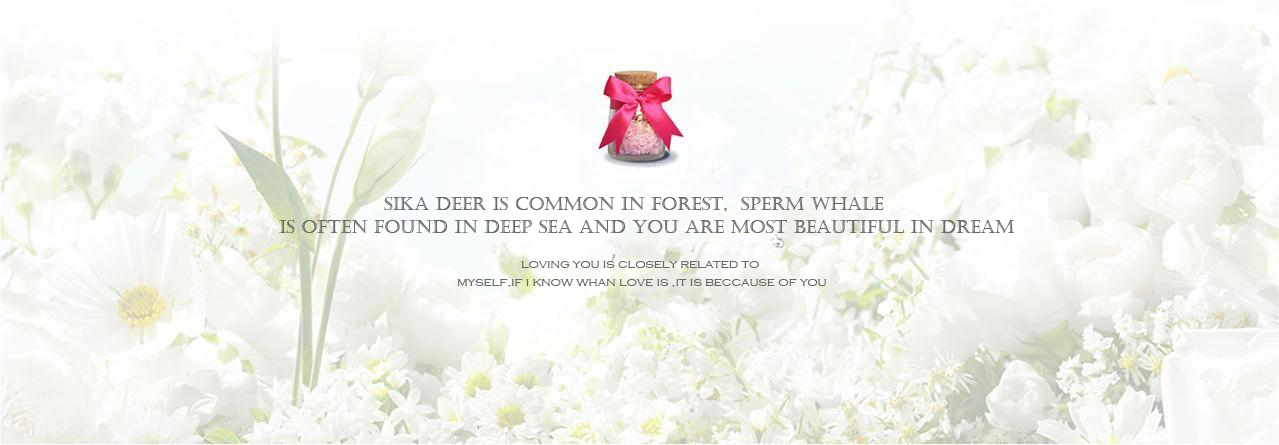 SIKA DEER IS COMMON IN FOREST, SPERM WHALE
IS OFTEN FOUND IN DEEP SEA AND YOU ARE MOST BEAUTIFUL IN DREAM
LOVING YOU IS CLOSELY RELATED TO
MYSELF,IF I KNOW WHAN LOVE IS ,IT IS BECCAUSE OF YOU